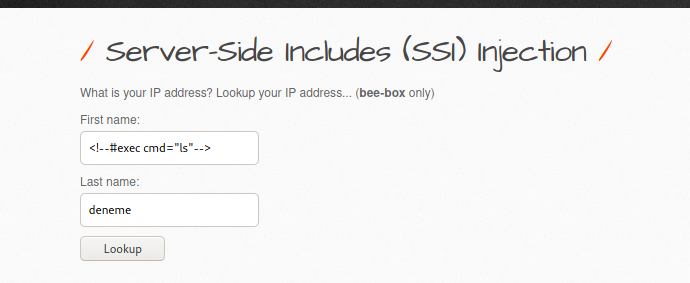 / Server-Side Includes (SSI) Injection /
What is your IP address? Lookup your IP address... (bee-box only)
First name:
<!--#exec cmd="ls"-->
Last name:
deneme
Lookup